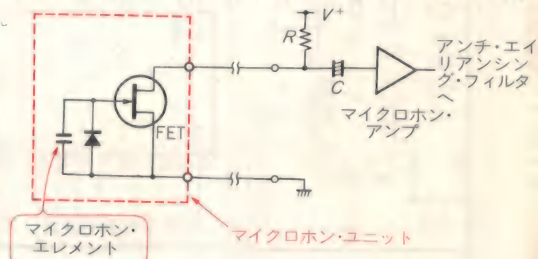 V⁺
R
C
FET
アンチ・エイ
リアンシン
グ・フィルタ
へ
マイクロホン・
アンプ
マイクロホン・
エレメント
マイクロホン・ユニット